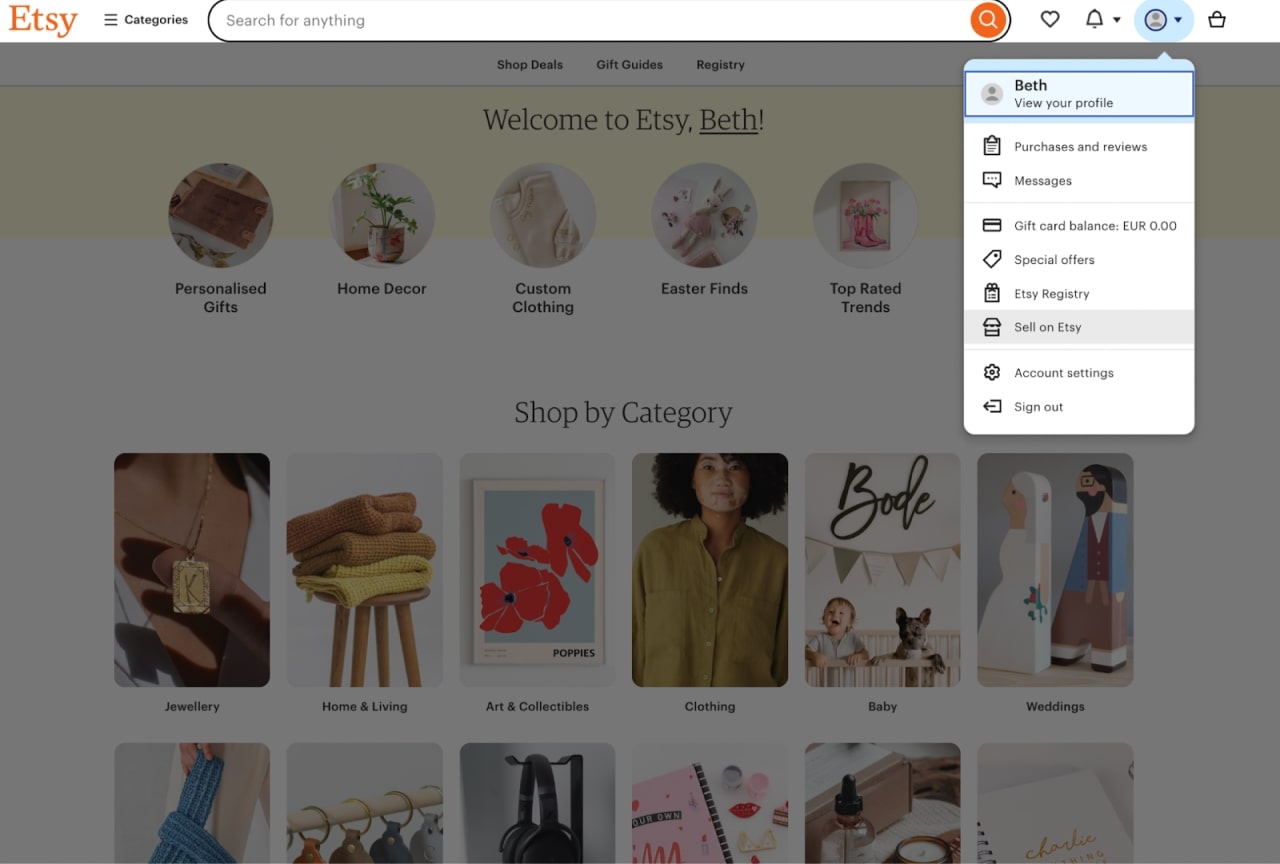 Etsy
Categories
Search for anything
Shop Deals
Gift Guides
Registry
Beth
View your profile
Purchases and reviews
Messages
Gift card balance: EUR 0.00
Special offers
Etsy Registry
Sell on Etsy
Account settings
Sign out
Welcome to Etsy, Beth!
Personalised
Gifts
Home Decor
Custom
Clothing
Easter Finds
Top Rated
Trends
Shop by Category
K
POPPIES
Bode
Jewellery
Home & Living
Art & Collectibles
Clothing
Baby
Weddings
OUR OWN
charlie